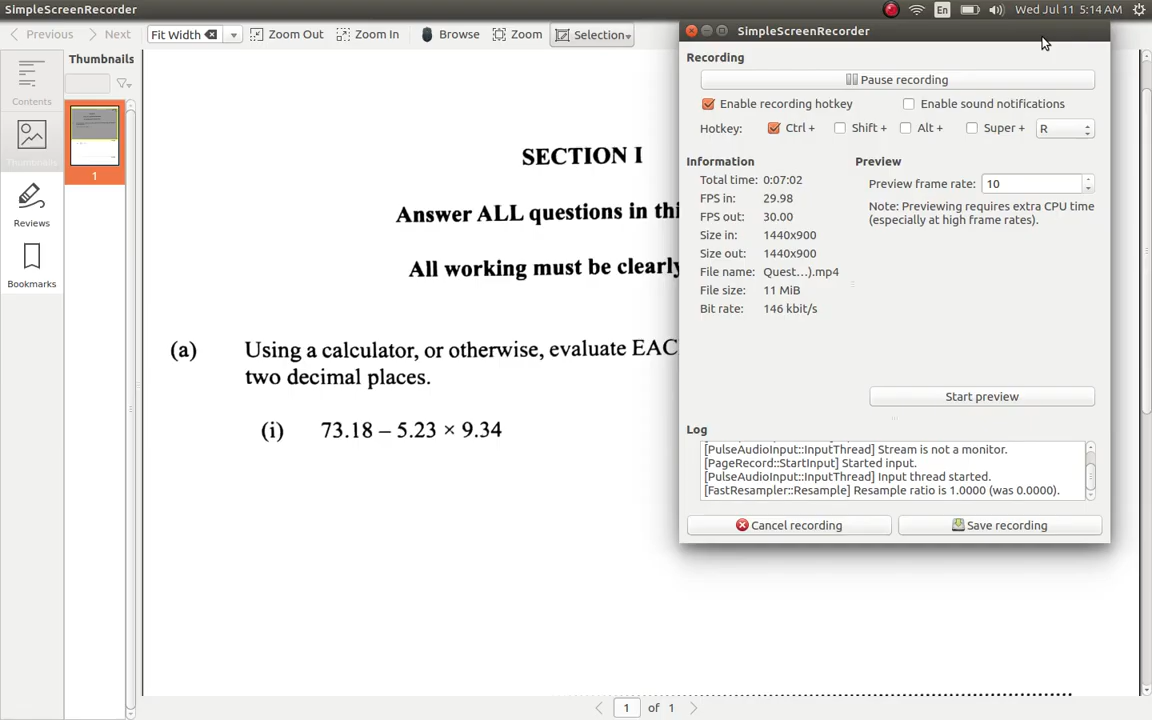 SimpleScreenRecorder
En
Wed Jul 11 5:14 AM
Previous
Next
Fit Width
Zoom Out
Zoom In
Browse
Zoom
Selection
Contents
Thumbnails
Reviews
Bookmarks
Thumbnails
1
SECTION I
Answer ALL questions in thi
All working must be clearly
(a) Using a calculator, or otherwise, evaluate EAC
two decimal places.
(i) 73.18 – 5.23 × 9.34
1 of 1
SimpleScreenRecorder
Recording
Pause recording
Enable recording hotkey
Enable sound notifications
Hotkey: Ctrl + Shift + Alt + Super + R
Information
Total time: 0:07:02
FPS in: 29.98
FPS out: 30.00
Size in: 1440x900
Size out: 1440x900
File name: Quest...).mp4
File size: 11 MiB
Bit rate: 146 kbit/s
Preview
Preview frame rate: 10
Note: Previewing requires extra CPU time
(especially at high frame rates).
Start preview
Log
[PulseAudioInput::InputThread] Stream is not a monitor.
[PageRecord::StartInput] Started input.
[PulseAudioInput::InputThread] Input thread started.
[FastResampler::Resample] Resample ratio is 1.0000 (was 0.0000).
Cancel recording
Save recording